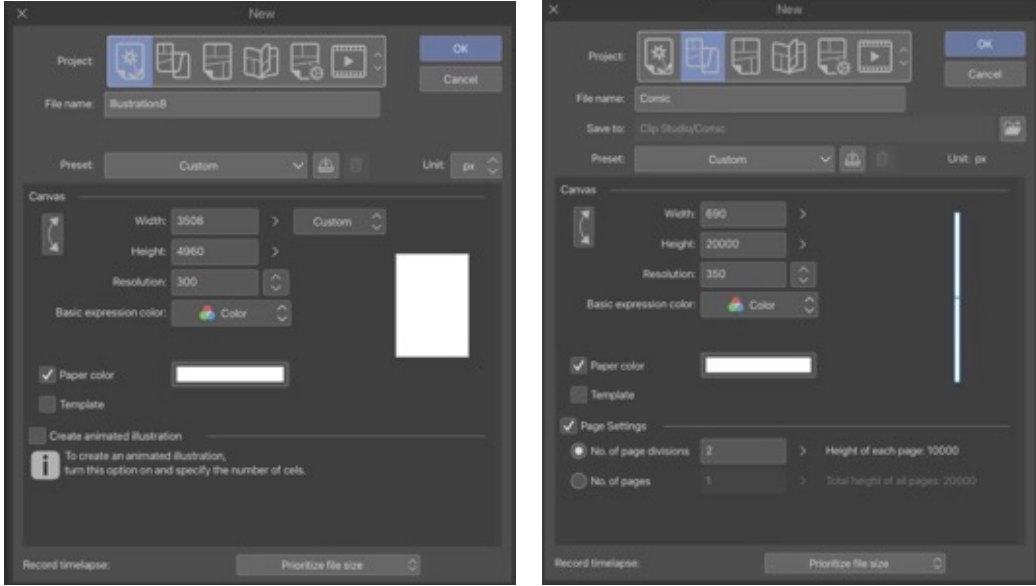 New
Project:
OK
Cancel
File name: Illustration8
Preset: Custom Unit: px
Canvas
Width: 3508 Custom
Height: 4960
Resolution: 300
Basic expression color: Color
Paper color
Template
Create animated illustration
To create an animated illustration,
turn this option on and specify the number of cels.
Record timelapse: Prioritize file size
New
Project:
OK
Cancel
File name: Comic
Save to: Clip Studio/Comic
Preset: Custom Unit: px
Canvas
Width: 690
Height: 20000
Resolution: 350
Basic expression color: Color
Paper color
Template
Page Settings
No. of page divisions 2 Height of each page: 10000
No. of pages 1 Total height of all pages: 20000
Record timelapse: Prioritize file size